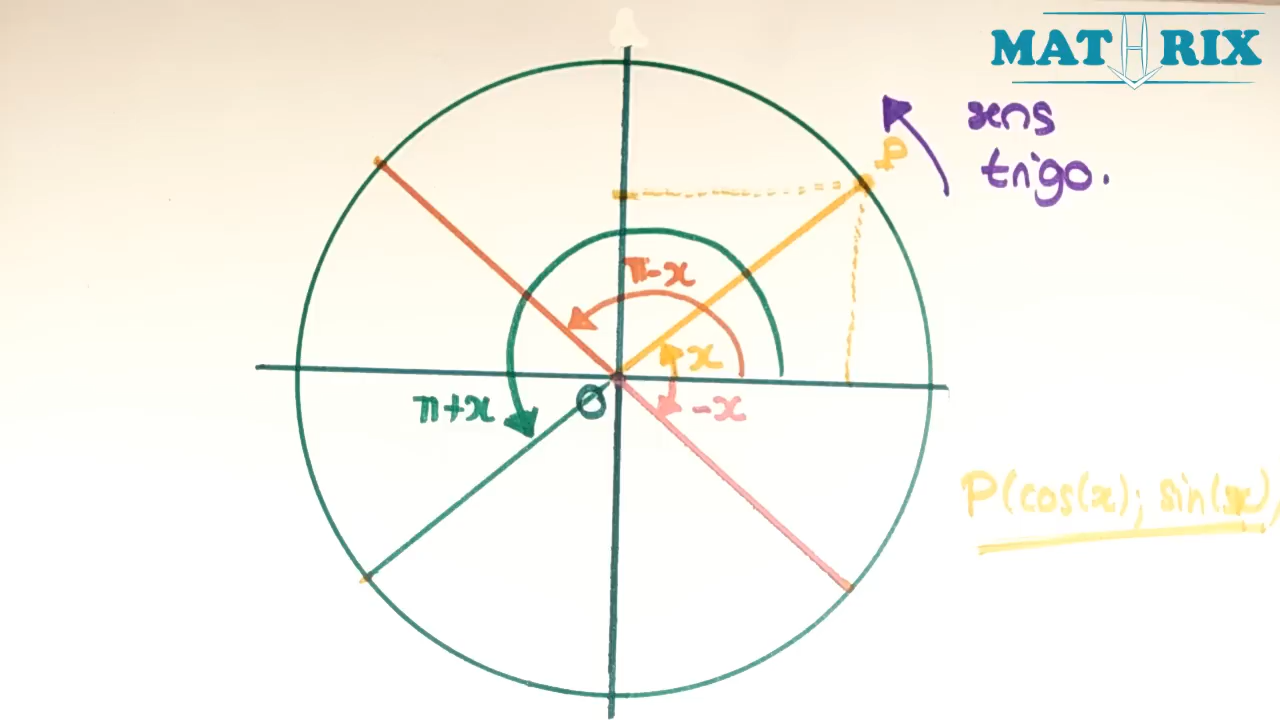 MATHRIX
sens
trigo.
P
π-x
x
π+x
O
-x
P(cos(x); sin(x)